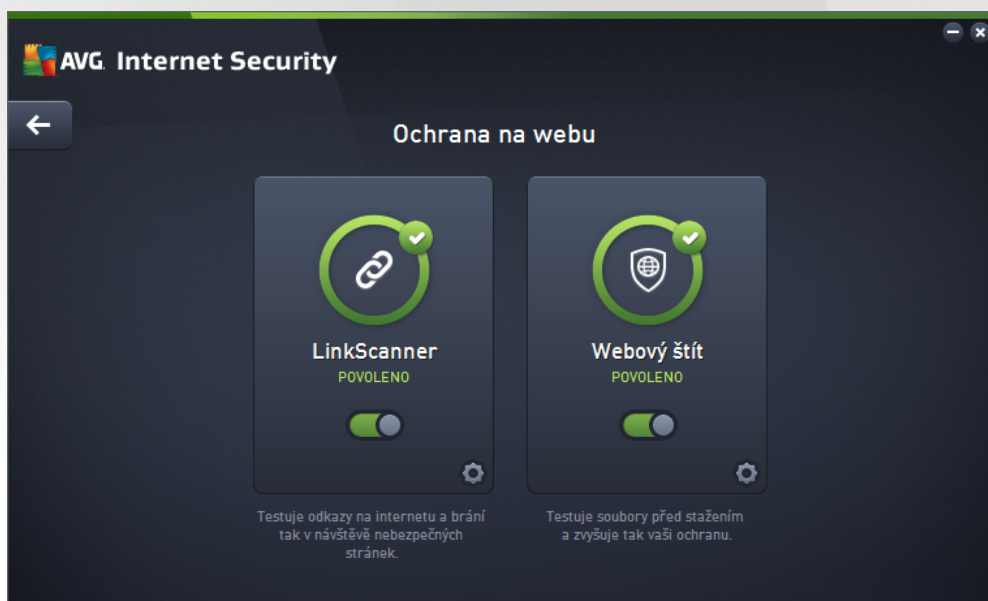 AVG. Internet Security
Ochrana na webu
LinkScanner
POVOLENO
Testuje odkazy na internetu a brání
tak v návštěvě nebezpečných
stránek.
Webový štít
POVOLENO
Testuje soubory před stažením
a zvyšuje tak vaši ochranu.